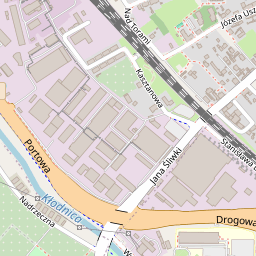 Nad Torami
Józefa Usz
Kasztanowa
Stanisława
Portowa
Jana Śliwki
Kłodnica
Nadrzeczna
Drogowa
W